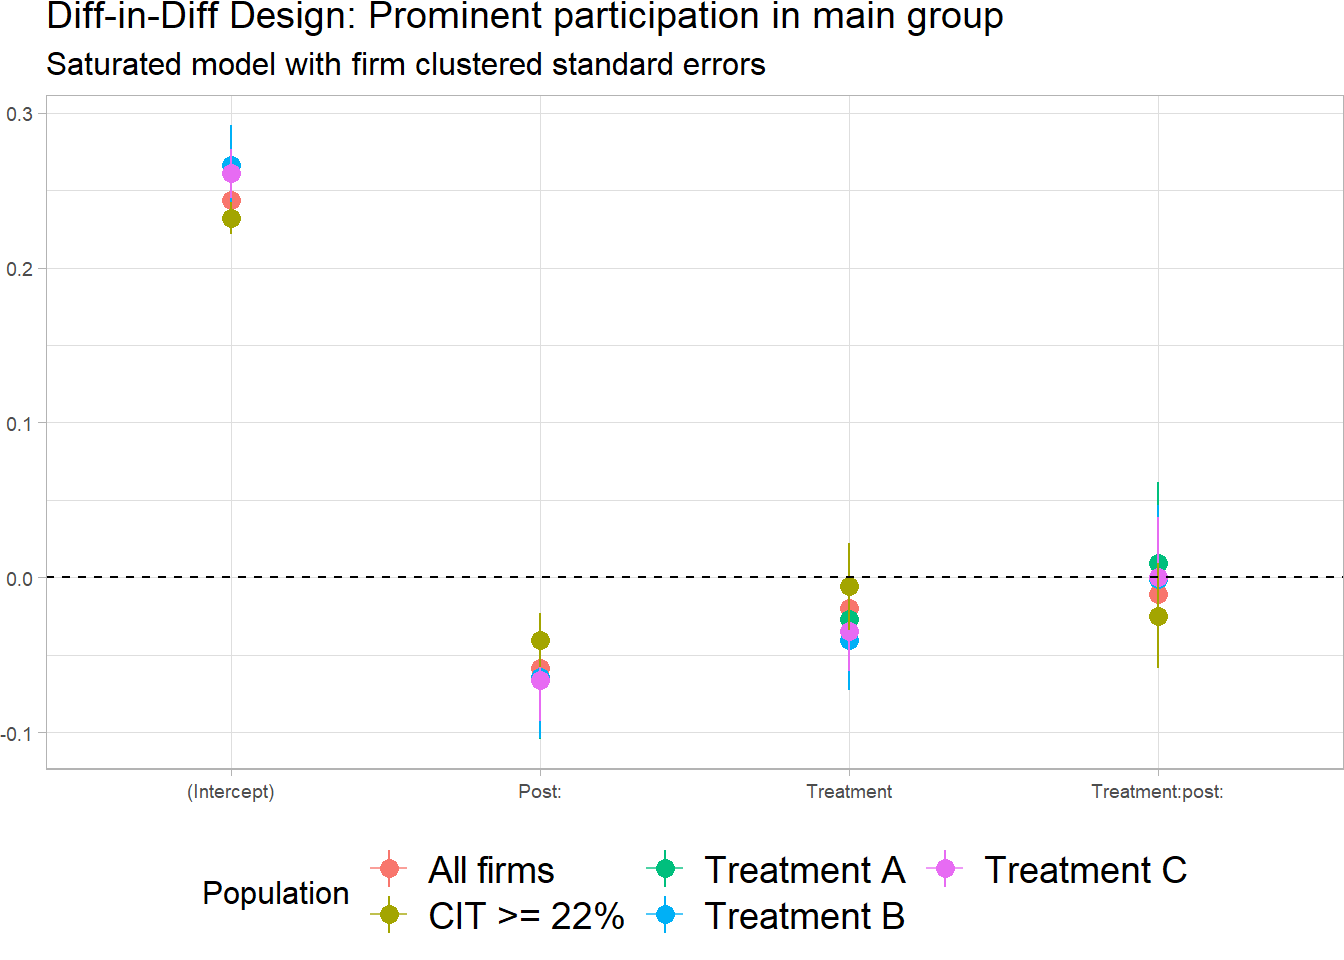 Diff-in-Diff Design: Prominent participation in main group
Saturated model with firm clustered standard errors
0.3
0.2
0.1
0.0
-0.1
(Intercept)
Post:
Treatment
Treatment:post:
Population
All firms
Treatment A
Treatment C
CIT >= 22%
Treatment B